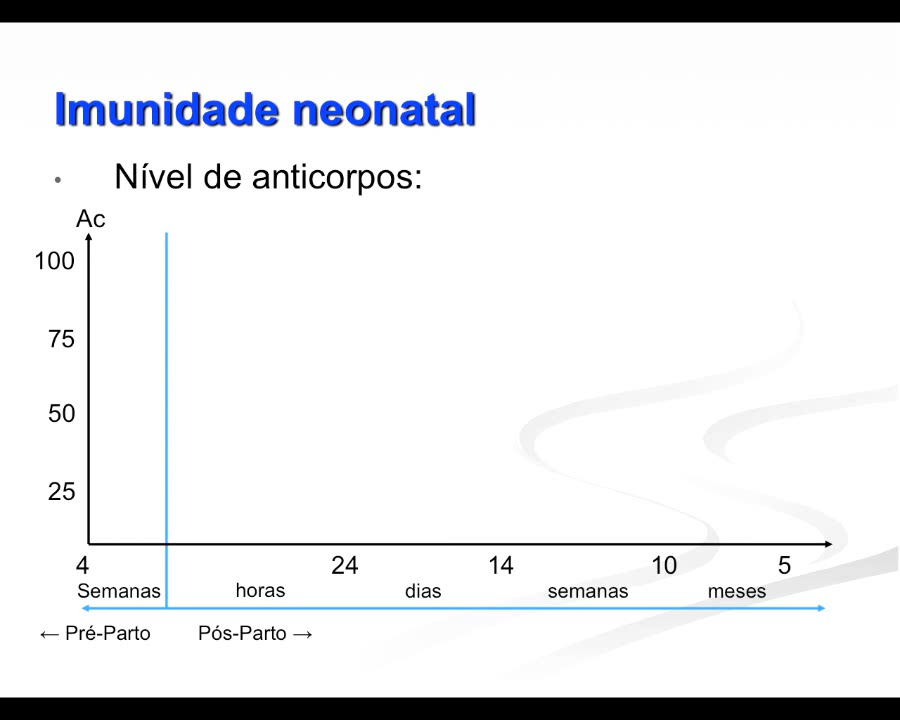 Imunidade neonatal
• Nível de anticorpos:
Ac
100
75
50
25
4 24 14 10 5
Semanas horas dias semanas meses
← Pré-Parto Pós-Parto →